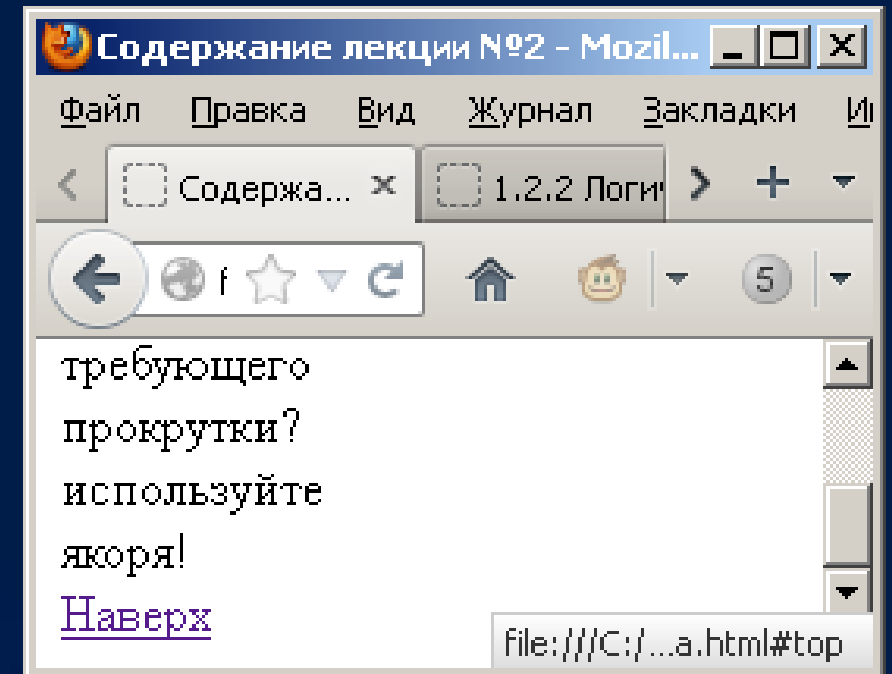 Содержание лекции №2 - Mozil...
Файл Правка Вид Журнал Закладки
Содержа... 1.2.2 Логи
f 5
требующего
прокрутки?
используйте
якоря!
Наверх
file:///C:/...a.html#top